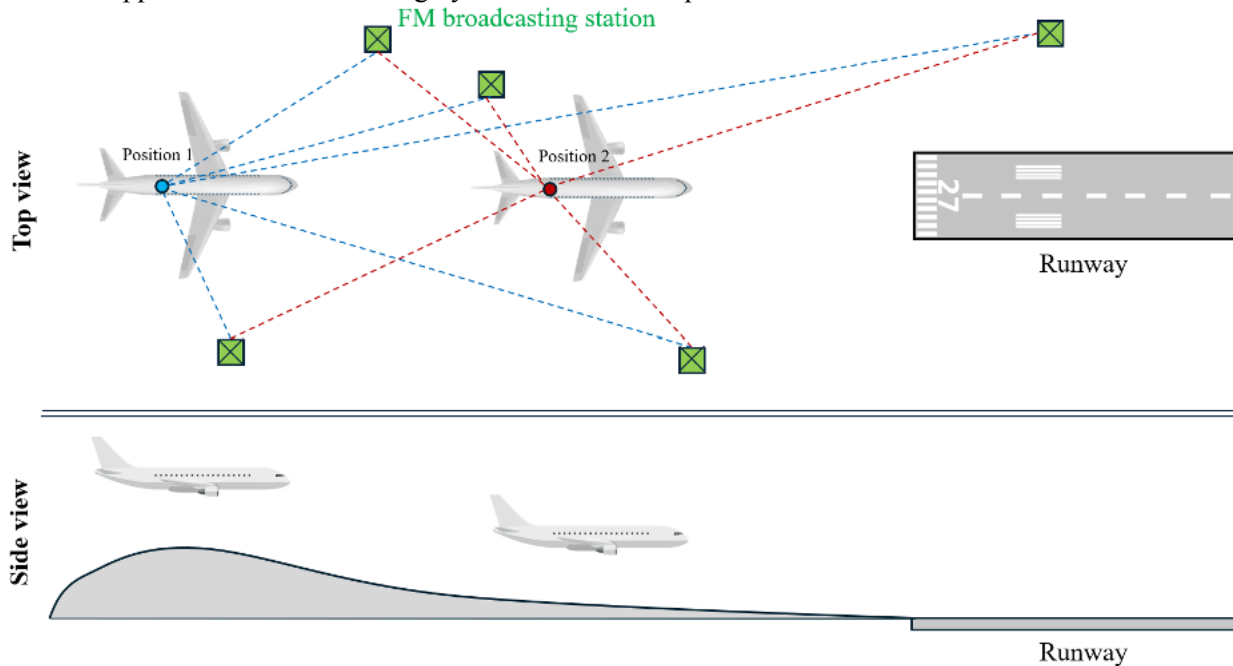 FM broadcasting station
Top view
Position 1
Position 2
27
Runway
Side view
Runway